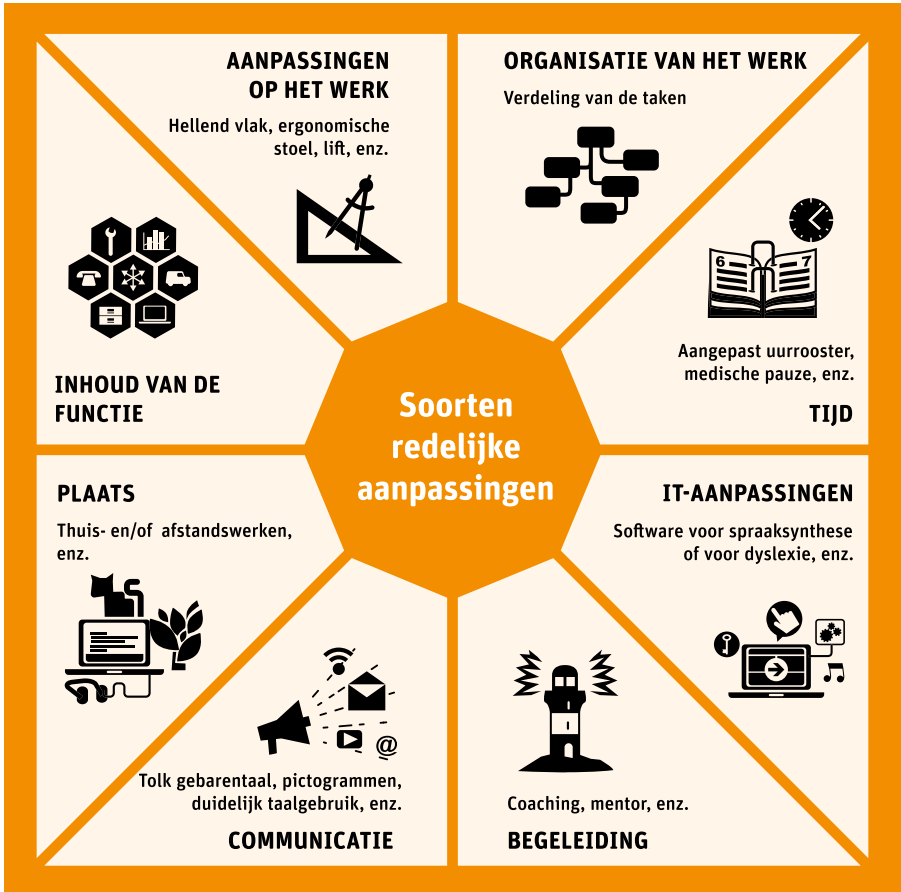 AANPASSINGEN
OP HET WERK
Hellend vlak, ergonomische
stoel, lift, enz.
ORGANISATIE VAN HET WERK
Verdeling van de taken
6
7
Aangepast uurrooster,
medische pauze, enz.
TIJD
INHOUD VAN DE
FUNCTIE
Soorten
redelijke
aanpassingen
PLAATS
Thuis- en/of afstandswerken,
enz.
IT-AANPASSINGEN
Software voor spraaksynthese
of voor dyslexie, enz.
@
Tolk gebarentaal, pictogrammen,
duidelijk taalgebruik, enz.
COMMUNICATIE
Coaching, mentor, enz.
BEGELEIDING